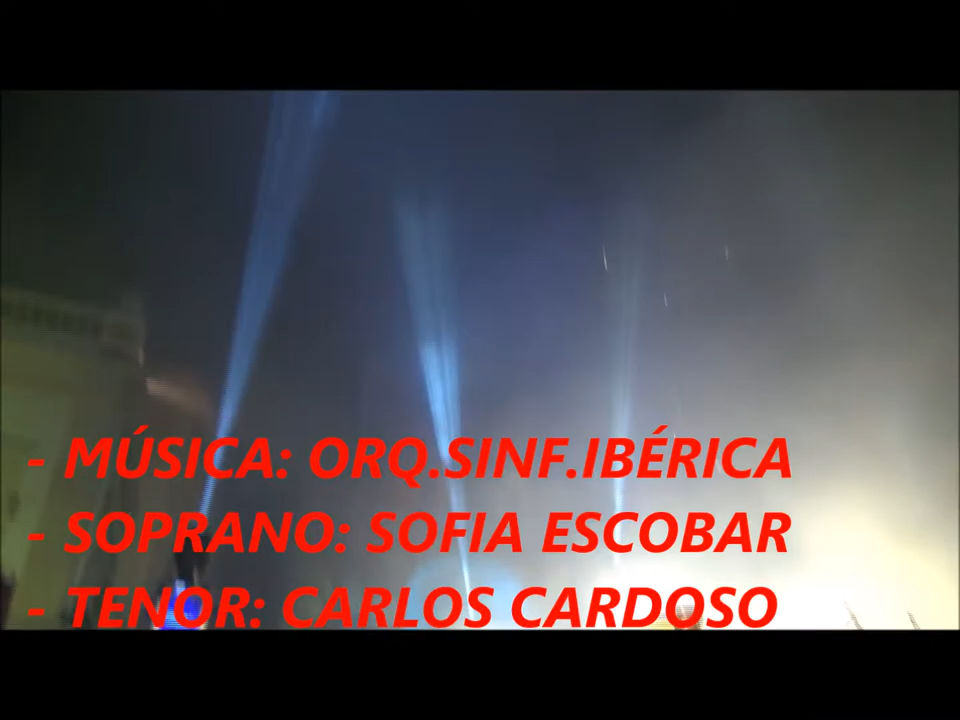 - MÚSICA: ORQ.SINF.IBÉRICA
- SOPRANO: SOFIA ESCOBAR
- TENOR: CARLOS CARDOSO